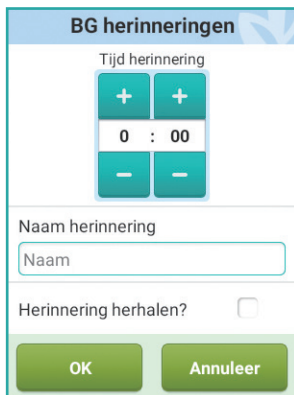 BG herinneringen
Tijd herinnering
+ +
0 : 00
− −
Naam herinnering
Naam
Herinnering herhalen?
OK Annuleer